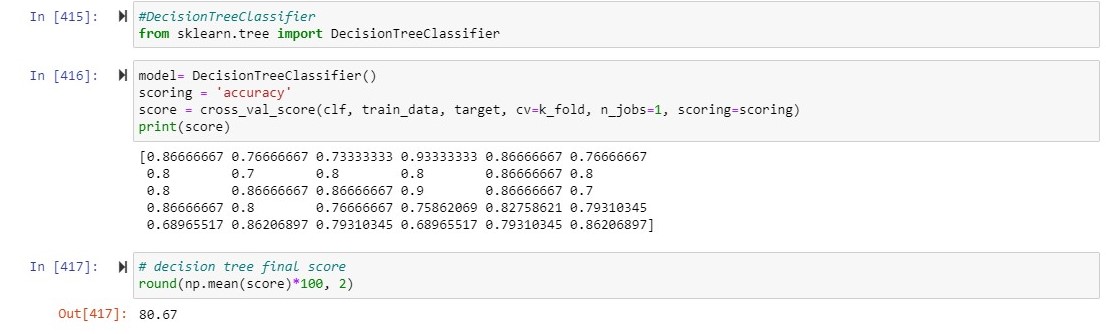 In [415]: #DecisionTreeClassifier
from sklearn.tree import DecisionTreeClassifier
In [416]: model= DecisionTreeClassifier()
scoring = 'accuracy'
score = cross_val_score(clf, train_data, target, cv=k_fold, n_jobs=1, scoring=scoring)
print(score)
[0.86666667 0.76666667 0.73333333 0.93333333 0.86666667 0.76666667
0.8 0.7 0.8 0.8 0.86666667 0.8
0.8 0.86666667 0.86666667 0.9 0.86666667 0.7
0.86666667 0.8 0.76666667 0.75862069 0.82758621 0.79310345
0.68965517 0.86206897 0.79310345 0.68965517 0.79310345 0.86206897]
In [417]: # decision tree final score
round(np.mean(score)*100, 2)
Out[417]: 80.67